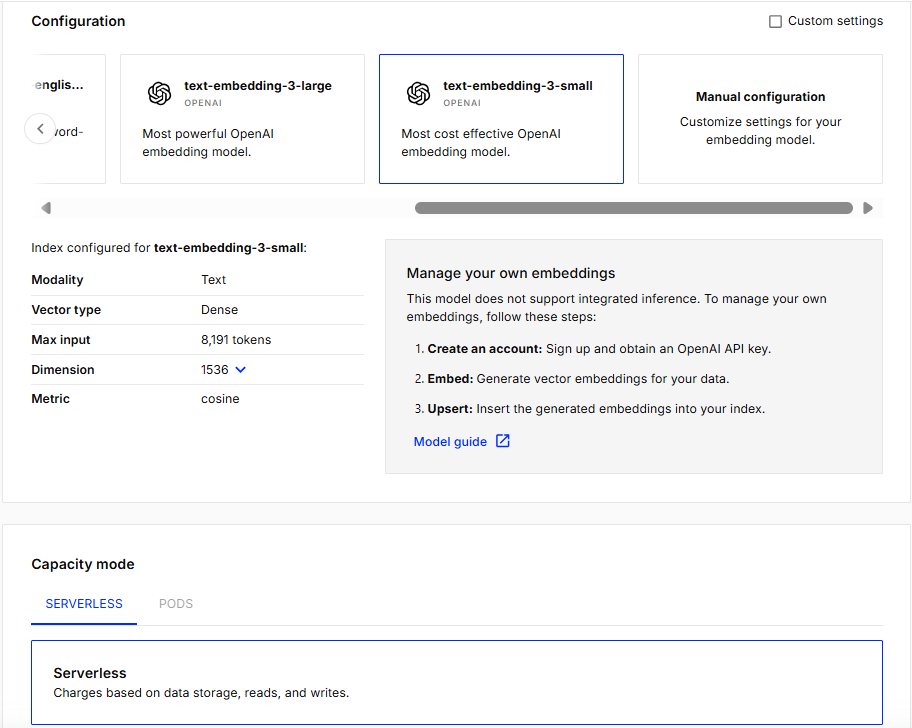 Configuration
Custom settings
englis...
word-
text-embedding-3-large
OPENAI
Most powerful OpenAI
embedding model.
text-embedding-3-small
OPENAI
Most cost effective OpenAI
embedding model.
Manual configuration
Customize settings for your
embedding model.
Index configured for text-embedding-3-small:
Modality Text
Vector type Dense
Max input 8,191 tokens
Dimension 1536
Metric cosine
Manage your own embeddings
This model does not support integrated inference. To manage your own
embeddings, follow these steps:
1. Create an account: Sign up and obtain an OpenAI API key.
2. Embed: Generate vector embeddings for your data.
3. Upsert: Insert the generated embeddings into your index.
Model guide
Capacity mode
SERVERLESS PODS
Serverless
Charges based on data storage, reads, and writes.